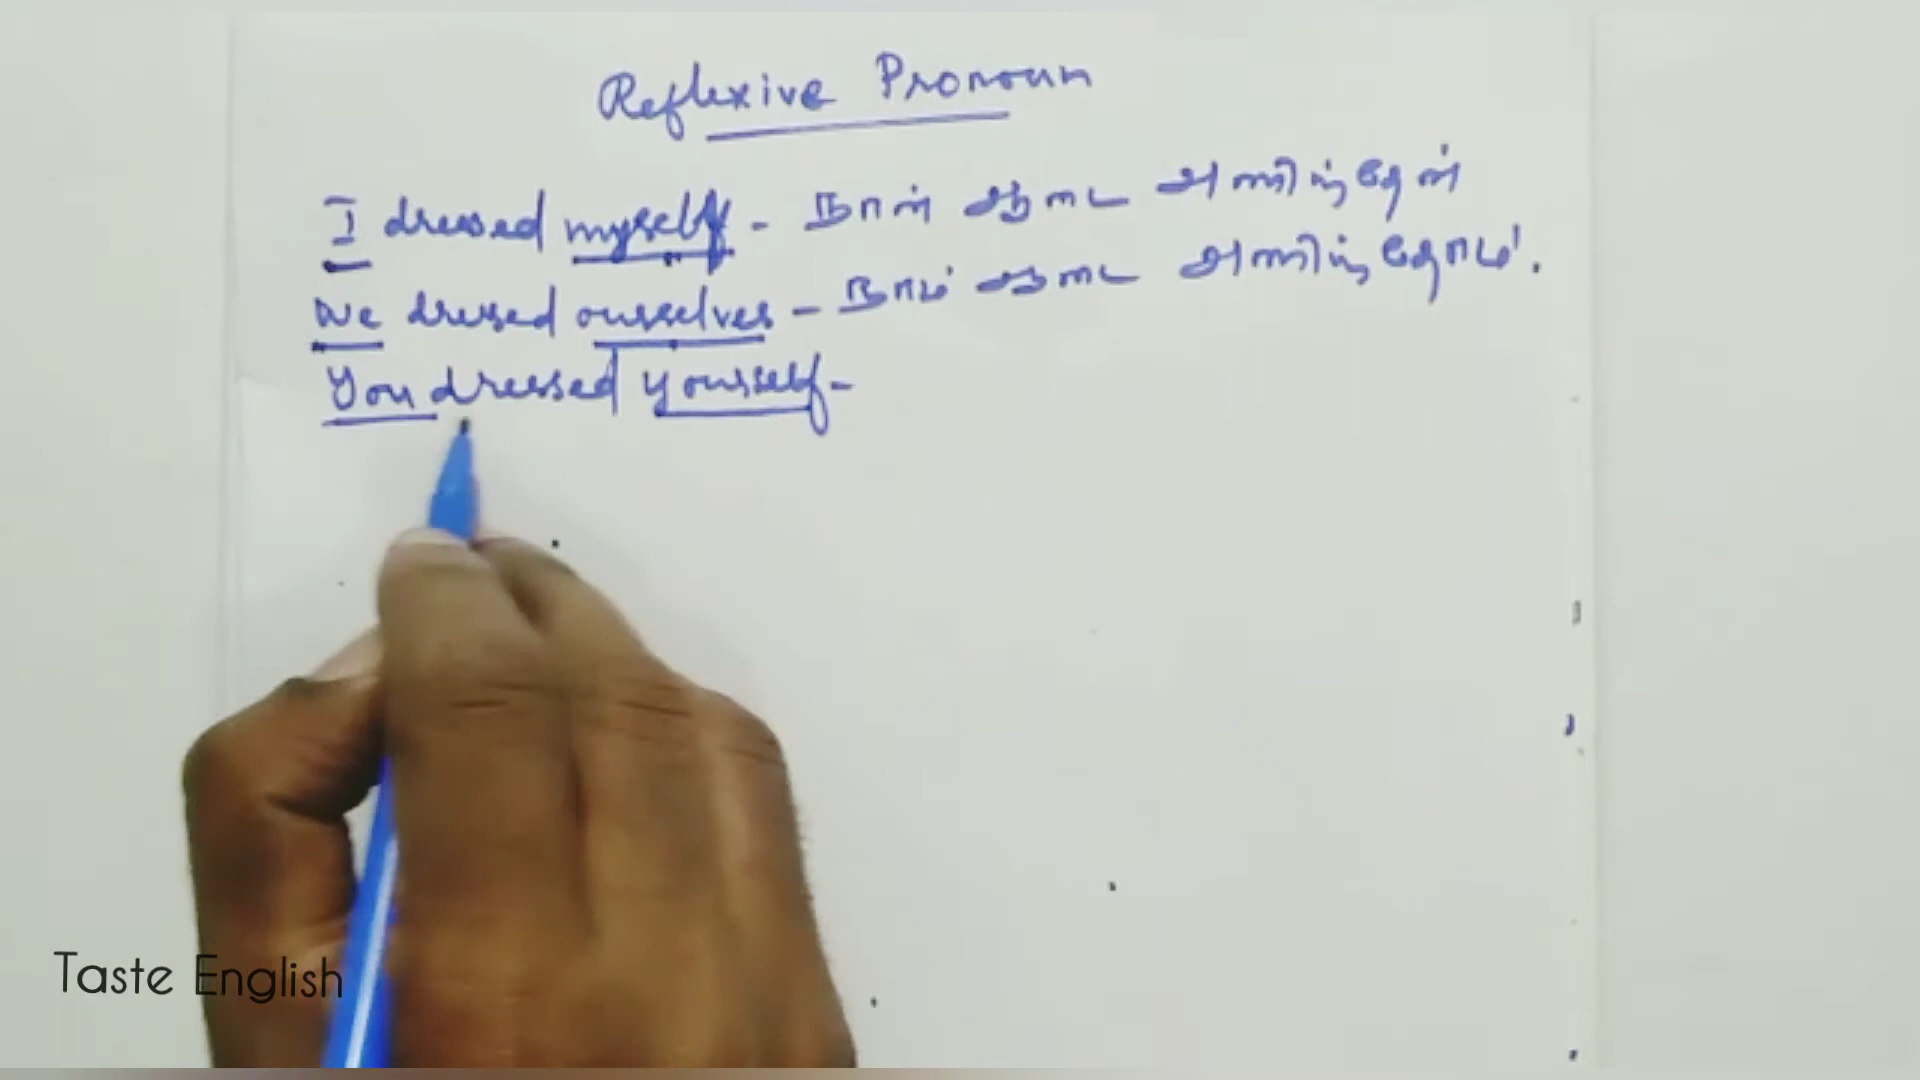 Reflexive Pronoun
I dressed myself - நான் ஆடை அணிந்தேன்
We dressed ourselves - நாம் ஆடை அணிந்தோம்.
You dressed yourself -
Taste English